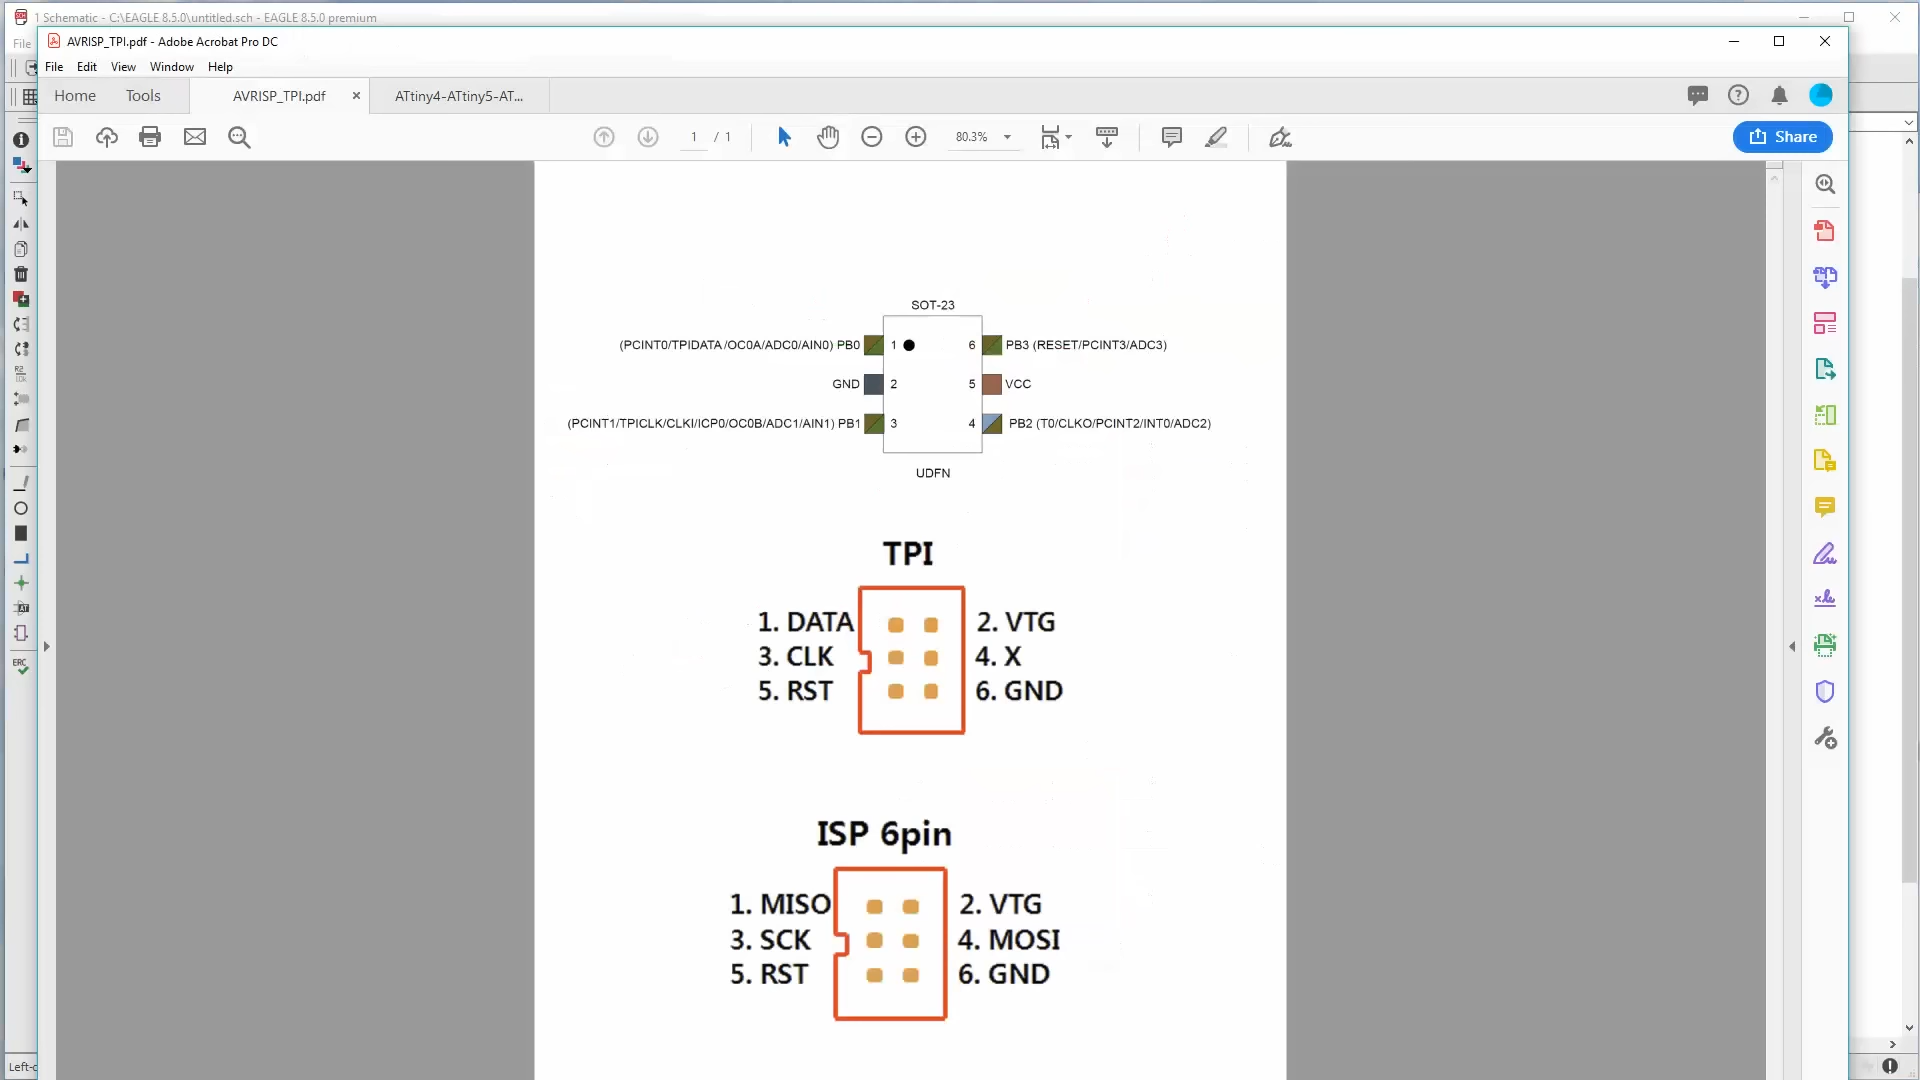 1 Schematic - C:\EAGLE 8.5.0\untitled.sch - EAGLE 8.5.0 premium
File
AVRISP_TPI.pdf - Adobe Acrobat Pro DC
File Edit View Window Help
Home Tools AVRISP_TPI.pdf × ATtiny4-ATtiny5-AT...
1 / 1 80.3% Share
SOT-23
(PCINT0/TPIDATA/OC0A/ADC0/AIN0) PB0 1 6 PB3 (RESET/PCINT3/ADC3)
GND 2 5 VCC
(PCINT1/TPICLK/CLKI/ICP0/OC0B/ADC1/AIN1) PB1 3 4 PB2 (T0/CLKO/PCINT2/INT0/ADC2)
UDFN
TPI
1. DATA 2. VTG
3. CLK 4. X
5. RST 6. GND
ISP 6pin
1. MISO 2. VTG
3. SCK 4. MOSI
5. RST 6. GND
ERC